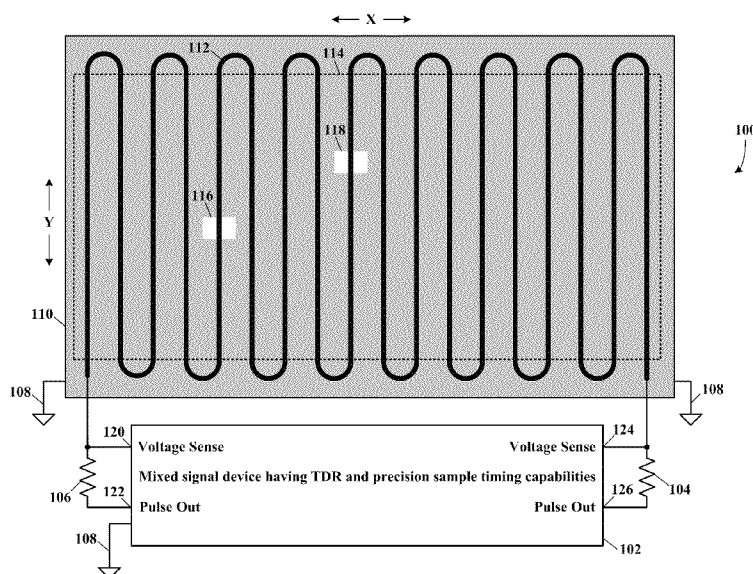 X
112
114
100
118
116
Y
110
108
108
120
Voltage Sense
Voltage Sense
124
Mixed signal device having TDR and precision sample timing capabilities
106
122
Pulse Out
Pulse Out
126
104
108
102